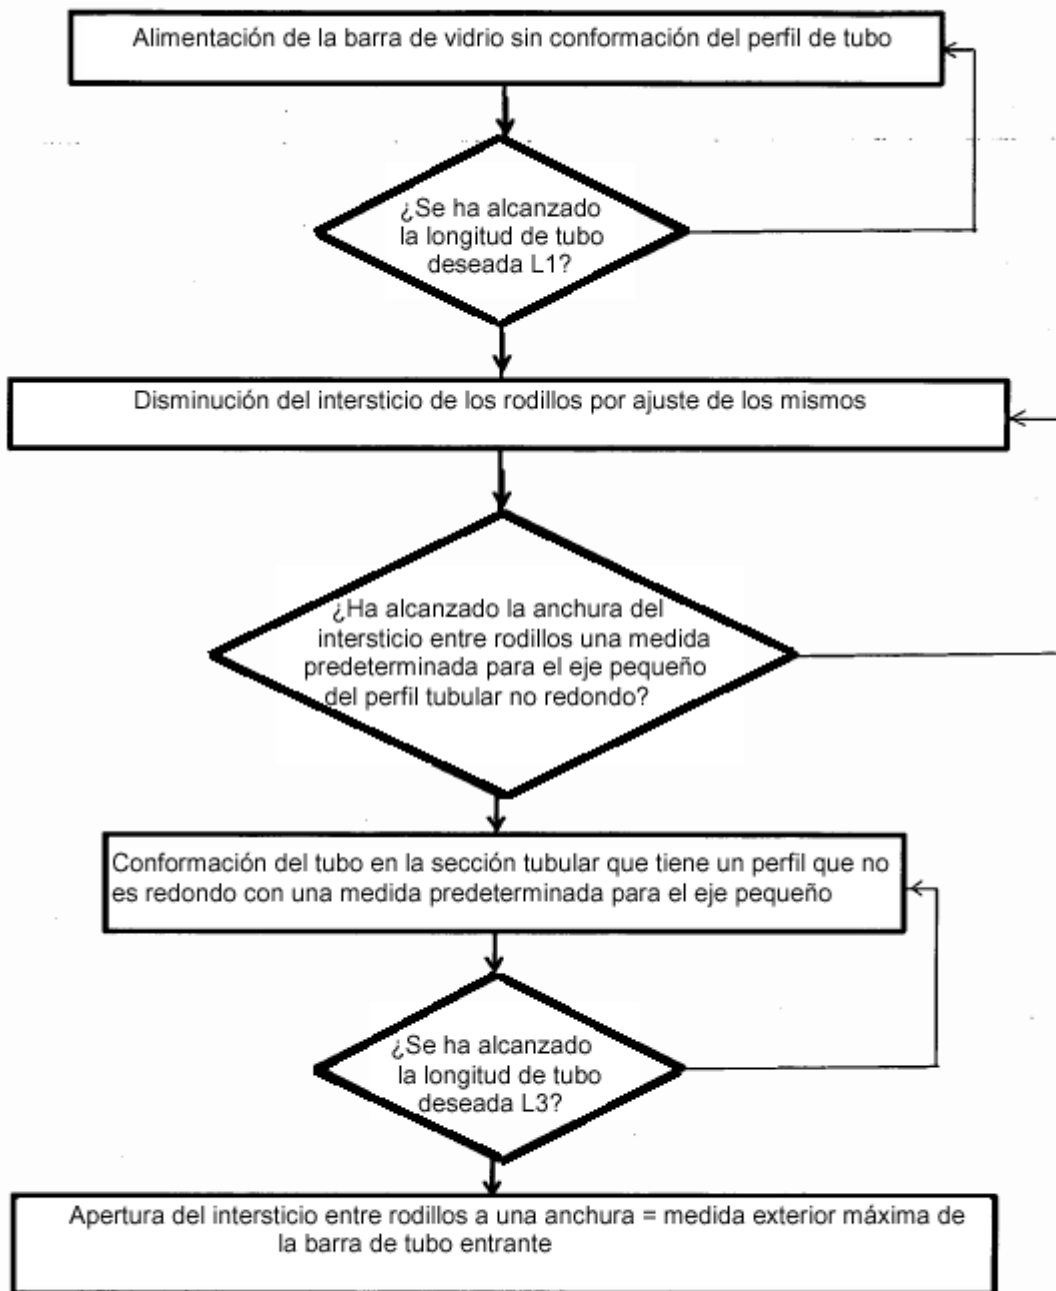 Alimentación de la barra de vidrio sin conformación del perfil de tubo
¿Se ha alcanzado
la longitud de tubo
deseada L1?
Disminución del intersticio de los rodillos por ajuste de los mismos
¿Ha alcanzado la anchura del
intersticio entre rodillos una medida
predeterminada para el eje pequeño
del perfil tubular no redondo?
Conformación del tubo en la sección tubular que tiene un perfil que no
es redondo con una medida predeterminada para el eje pequeño
¿Se ha alcanzado
la longitud de tubo
deseada L3?
Apertura del intersticio entre rodillos a una anchura = medida exterior máxima de
la barra de tubo entrante